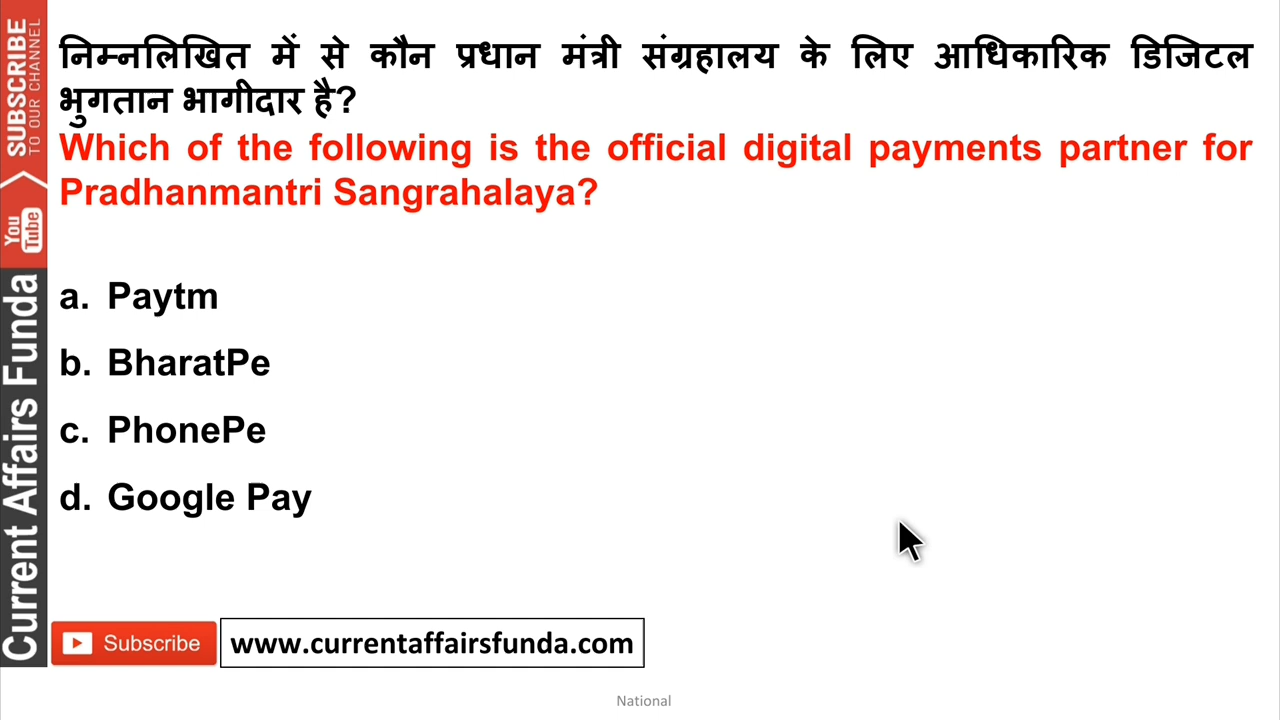 निम्नलिखित में से कौन प्रधान मंत्री संग्रहालय के लिए आधिकारिक डिजिटल
भुगतान भागीदार है?
Which of the following is the official digital payments partner for
Pradhanmantri Sangrahalaya?
a. Paytm
b. BharatPe
c. PhonePe
d. Google Pay
SUBSCRIBE
TO OUR CHANNEL
You
Tube
Current Affairs Funda
Subscribe
www.currentaffairsfunda.com
National